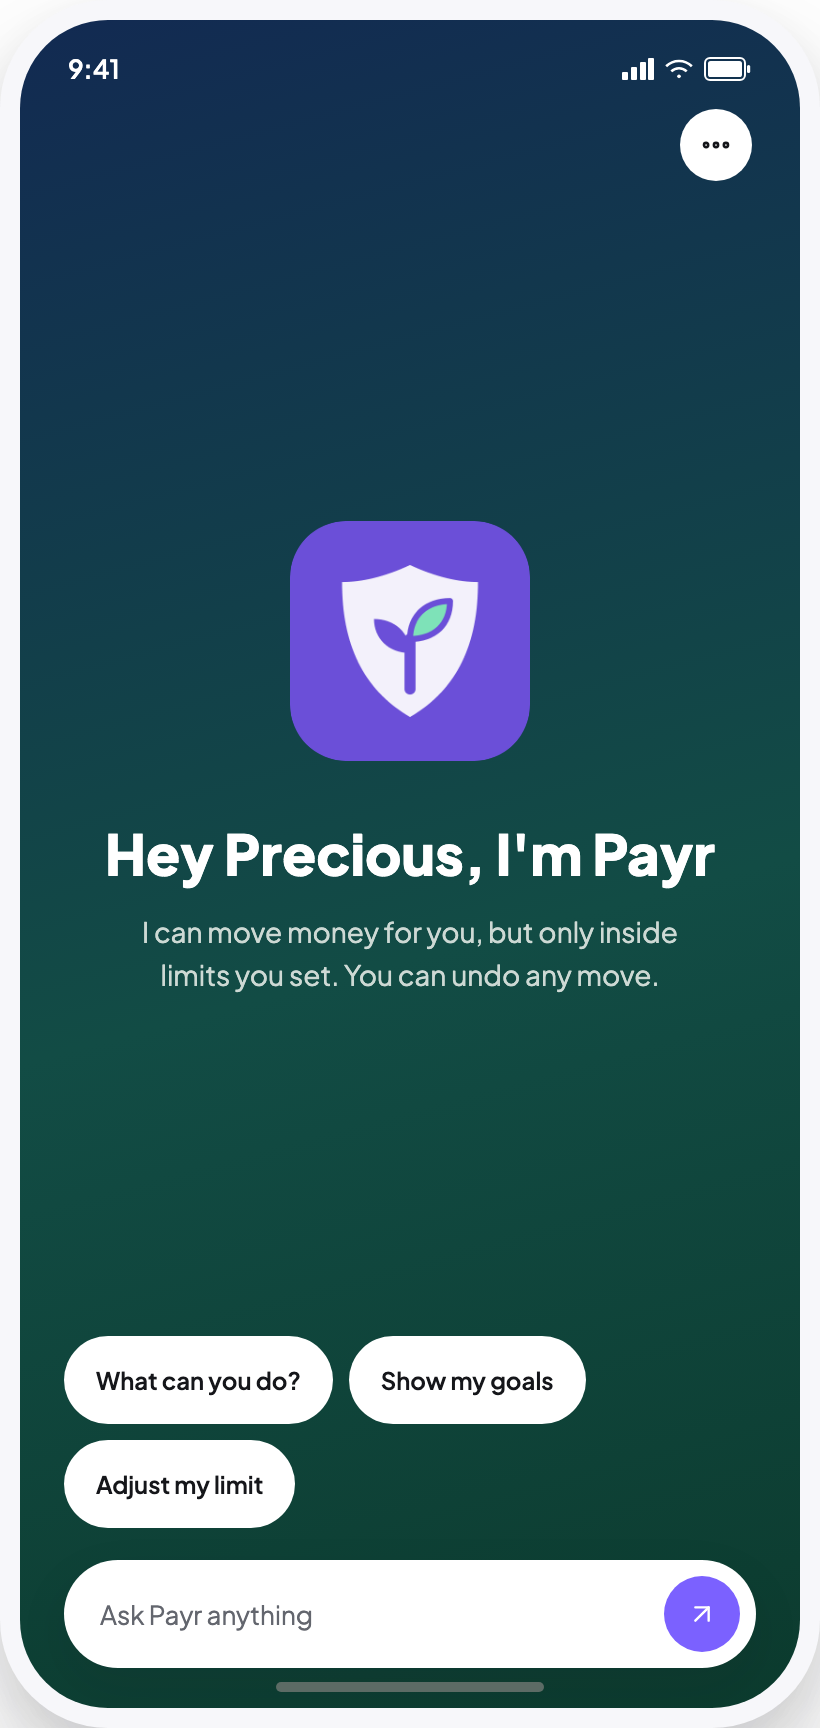 9:41
Hey Precious, I'm Payr
I can move money for you, but only inside
limits you set. You can undo any move.
What can you do?
Show my goals
Adjust my limit
Ask Payr anything